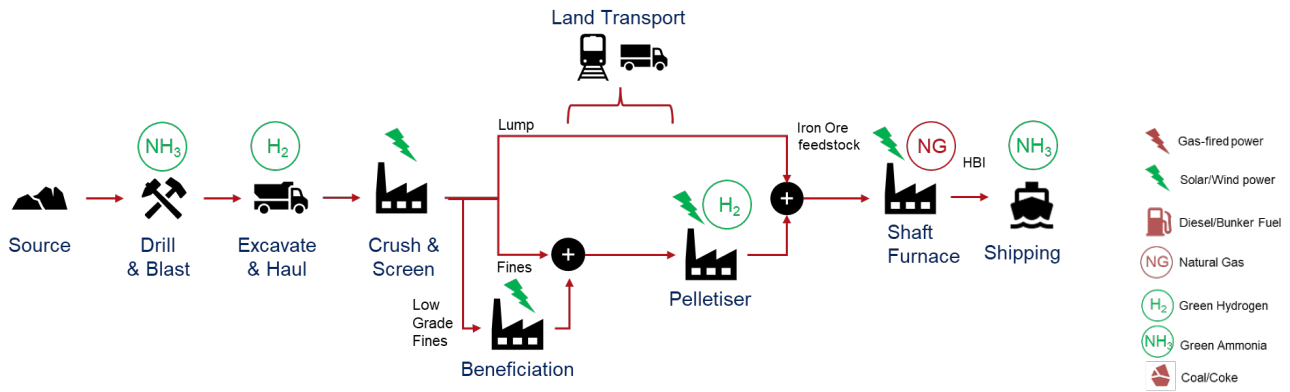 Land Transport
Lump
Iron Ore
feedstock
NH₃
H₂
NG
HBI
NH₃
H₂
Source
Drill
& Blast
Excavate
& Haul
Crush &
Screen
Fines
Low
Grade
Fines
Beneficiation
Pelletiser
Shaft
Furnace
Shipping
Gas-fired power
Solar/Wind power
Diesel/Bunker Fuel
NG Natural Gas
H₂ Green Hydrogen
NH₃ Green Ammonia
Coal/Coke